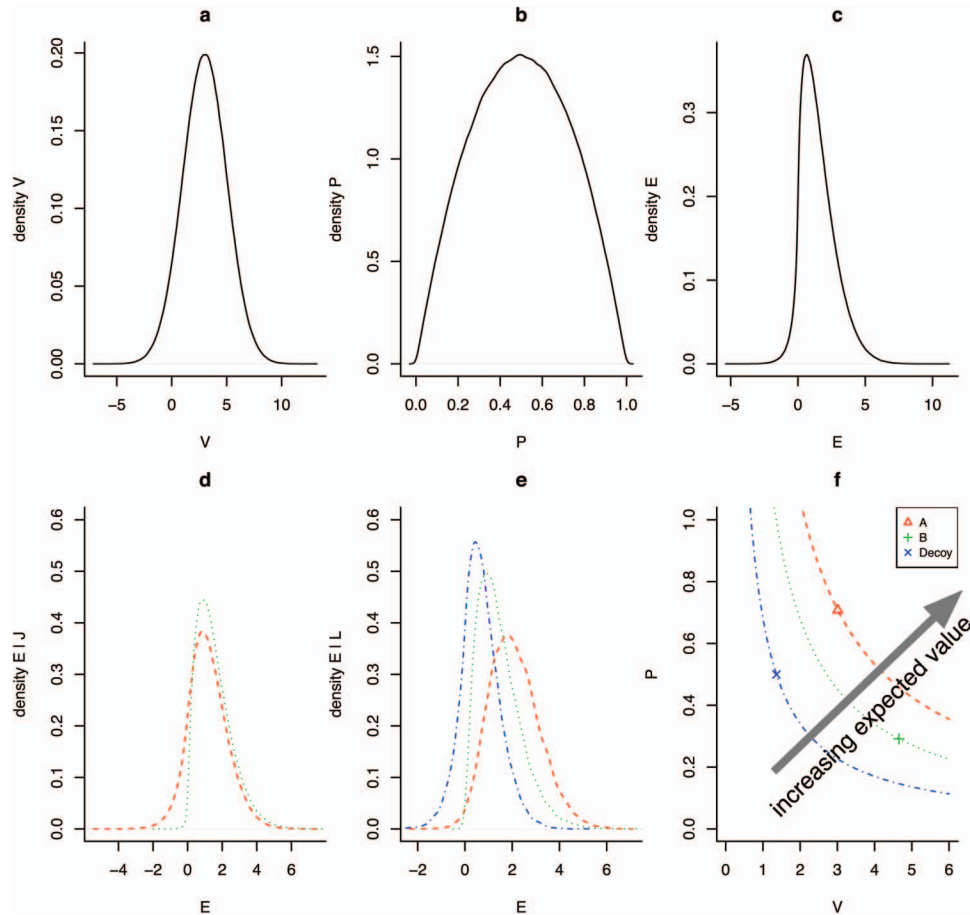 a
density V
0.00 0.05 0.10 0.15 0.20
−5 0 5 10
V
b
density P
0.0 0.5 1.0 1.5
0.0 0.2 0.4 0.6 0.8 1.0
P
c
density E
0.0 0.1 0.2 0.3
−5 0 5 10
E
d
density E I J
0.0 0.1 0.2 0.3 0.4 0.5 0.6
−4 −2 0 2 4 6
E
e
density E I L
0.0 0.1 0.2 0.3 0.4 0.5 0.6
−2 0 2 4 6
E
f
P
0.0 0.2 0.4 0.6 0.8 1.0
A
B
Decoy
increasing expected value
0 1 2 3 4 5 6
V